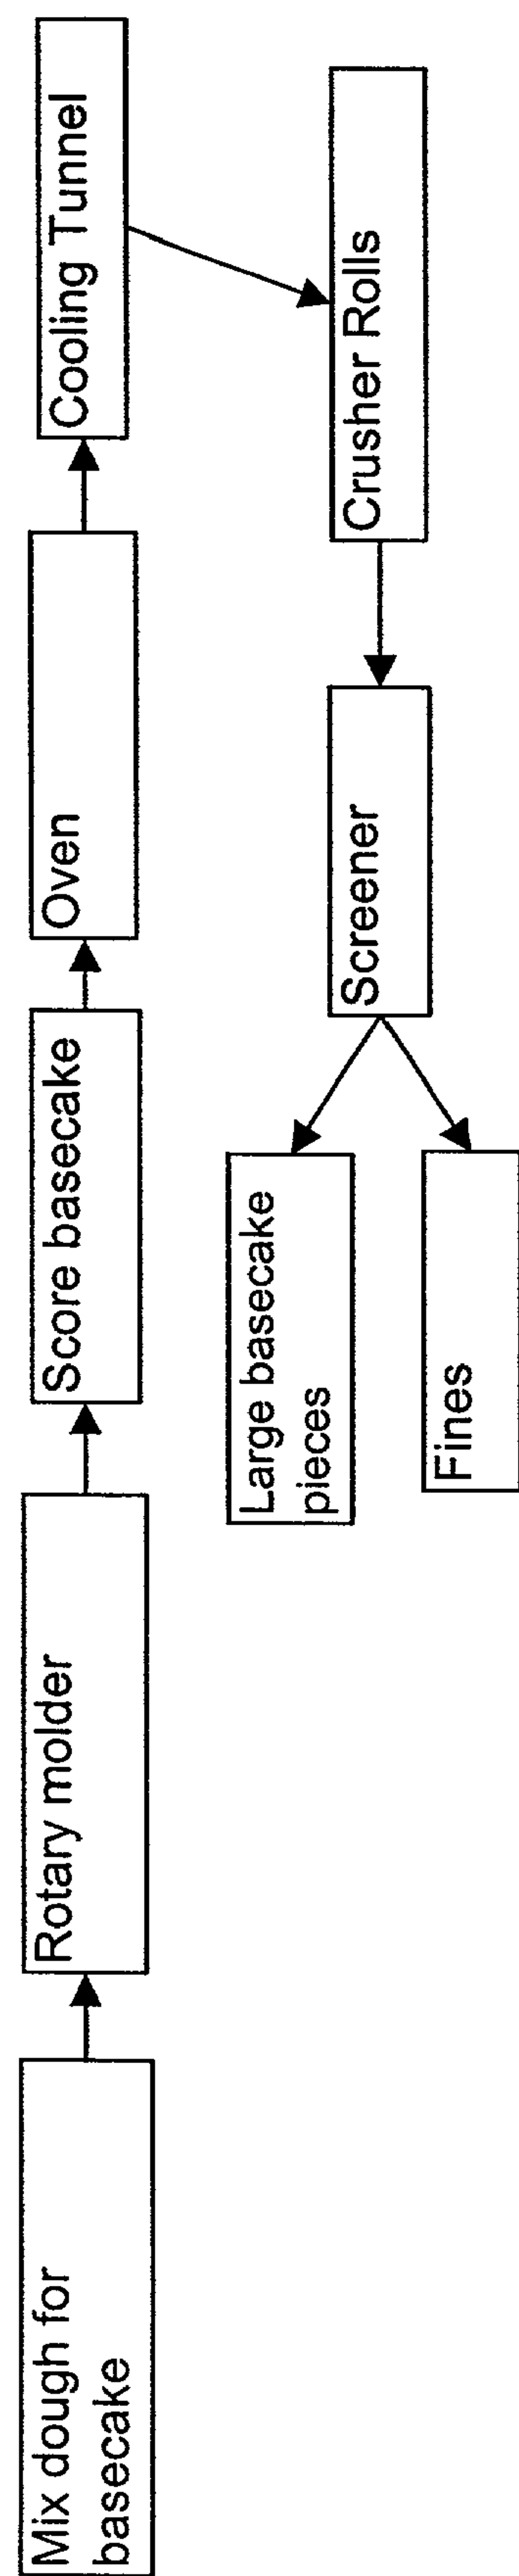 Mix dough for
basecake
Rotary molder
Score basecake
Oven
Cooling Tunnel
Crusher Rolls
Screener
Large basecake
pieces
Fines